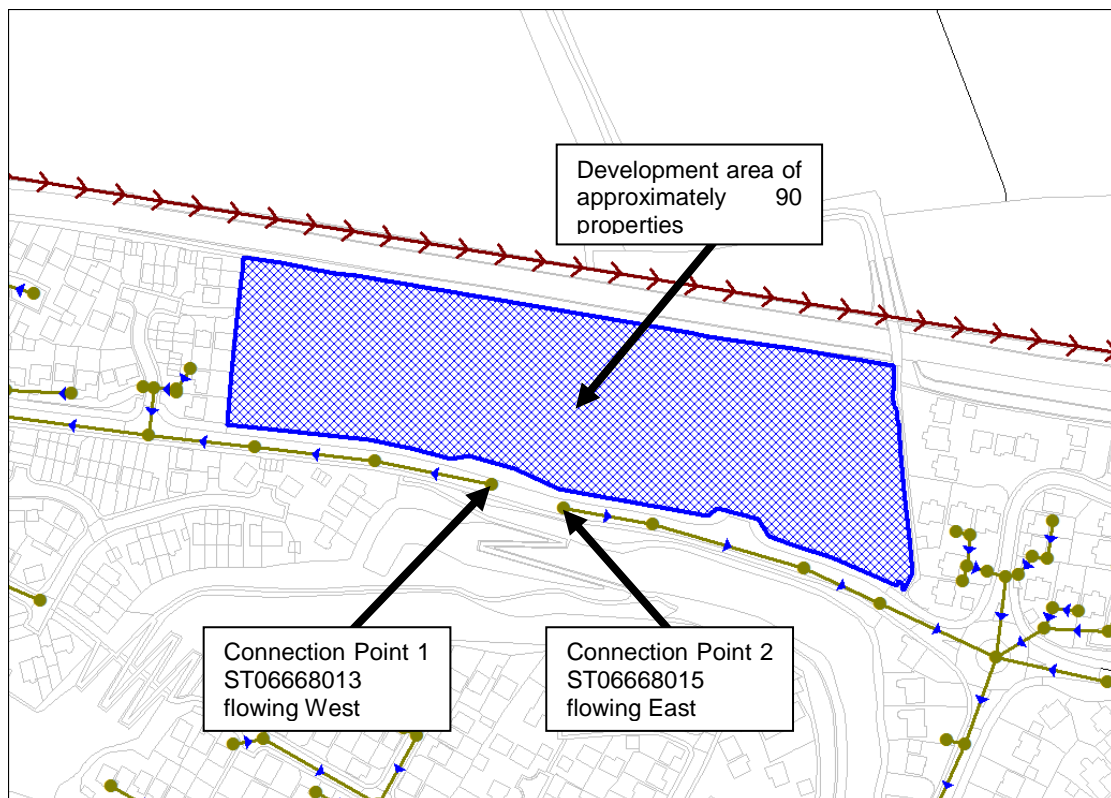 Development area of
approximately 90
properties
Connection Point 1
ST06668013
flowing West
Connection Point 2
ST06668015
flowing East